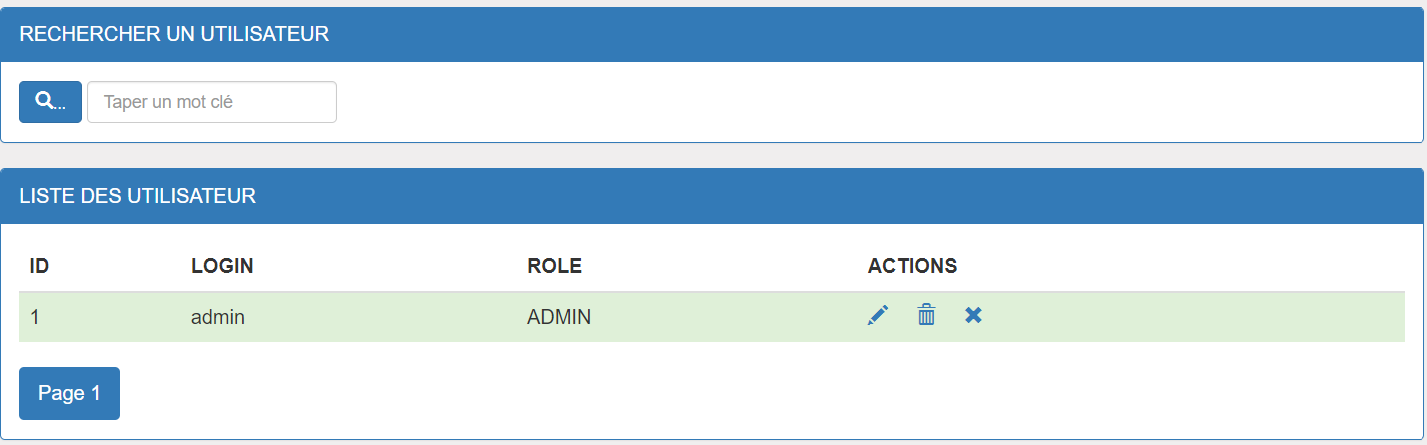 RECHERCHER UN UTILISATEUR
... Taper un mot clé
LISTE DES UTILISATEUR
ID LOGIN ROLE ACTIONS
1 admin ADMIN
Page 1